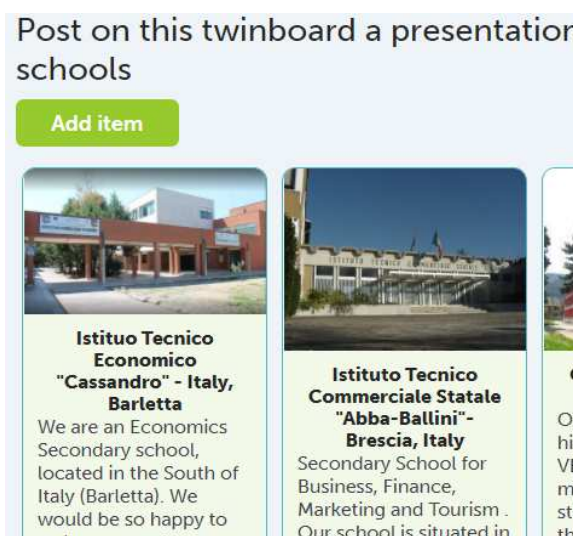 Post on this twinboard a presentation
schools
Add item
ISTITUTO TECNICO
Istituo Tecnico
Economico
"Cassandro" - Italy,
Barletta
We are an Economics
Secondary school,
located in the South of
Italy (Barletta). We
would be so happy to
Istituto Tecnico
Commerciale Statale
"Abba-Ballini"-
Brescia, Italy
Secondary School for
Business, Finance,
Marketing and Tourism .
Our school is situated in